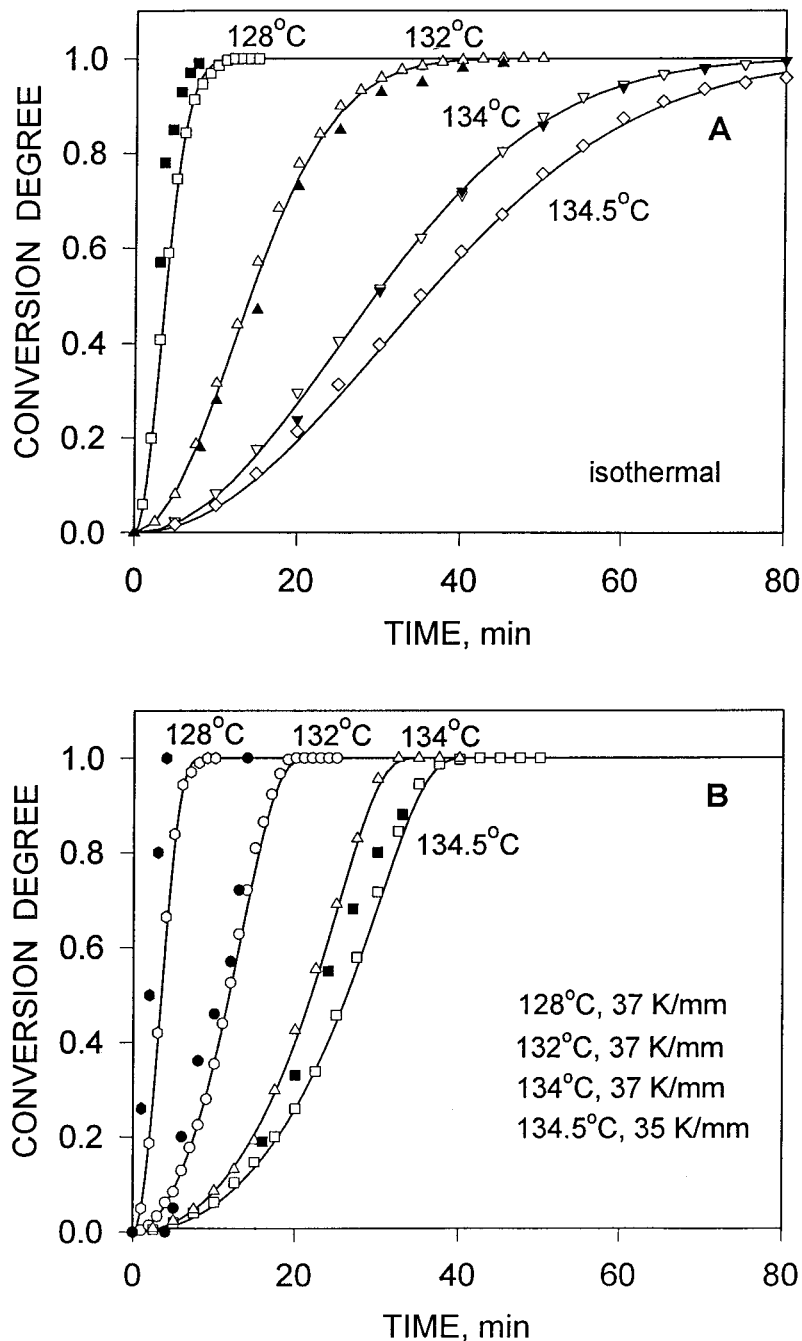 128°C 132°C
1.0
134°C A
0.8
134.5°C
0.6
0.4
0.2
isothermal
0.0
0 20 40 60 80
CONVERSION DEGREE
TIME, min
128°C 132°C 134°C
1.0
B
0.8
134.5°C
0.6
128°C, 37 K/mm
0.4
132°C, 37 K/mm
134°C, 37 K/mm
0.2
134.5°C, 35 K/mm
0.0
0 20 40 60 80
CONVERSION DEGREE
TIME, min